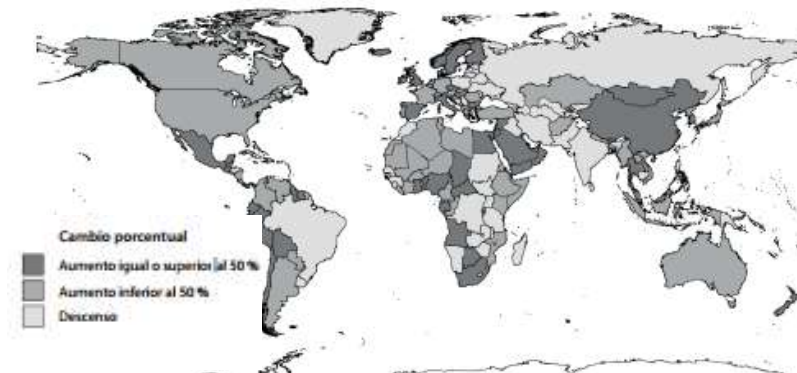 Cambio porcentual
Aumento igual o superior al 50 %
Aumento inferior al 50 %
Descenso